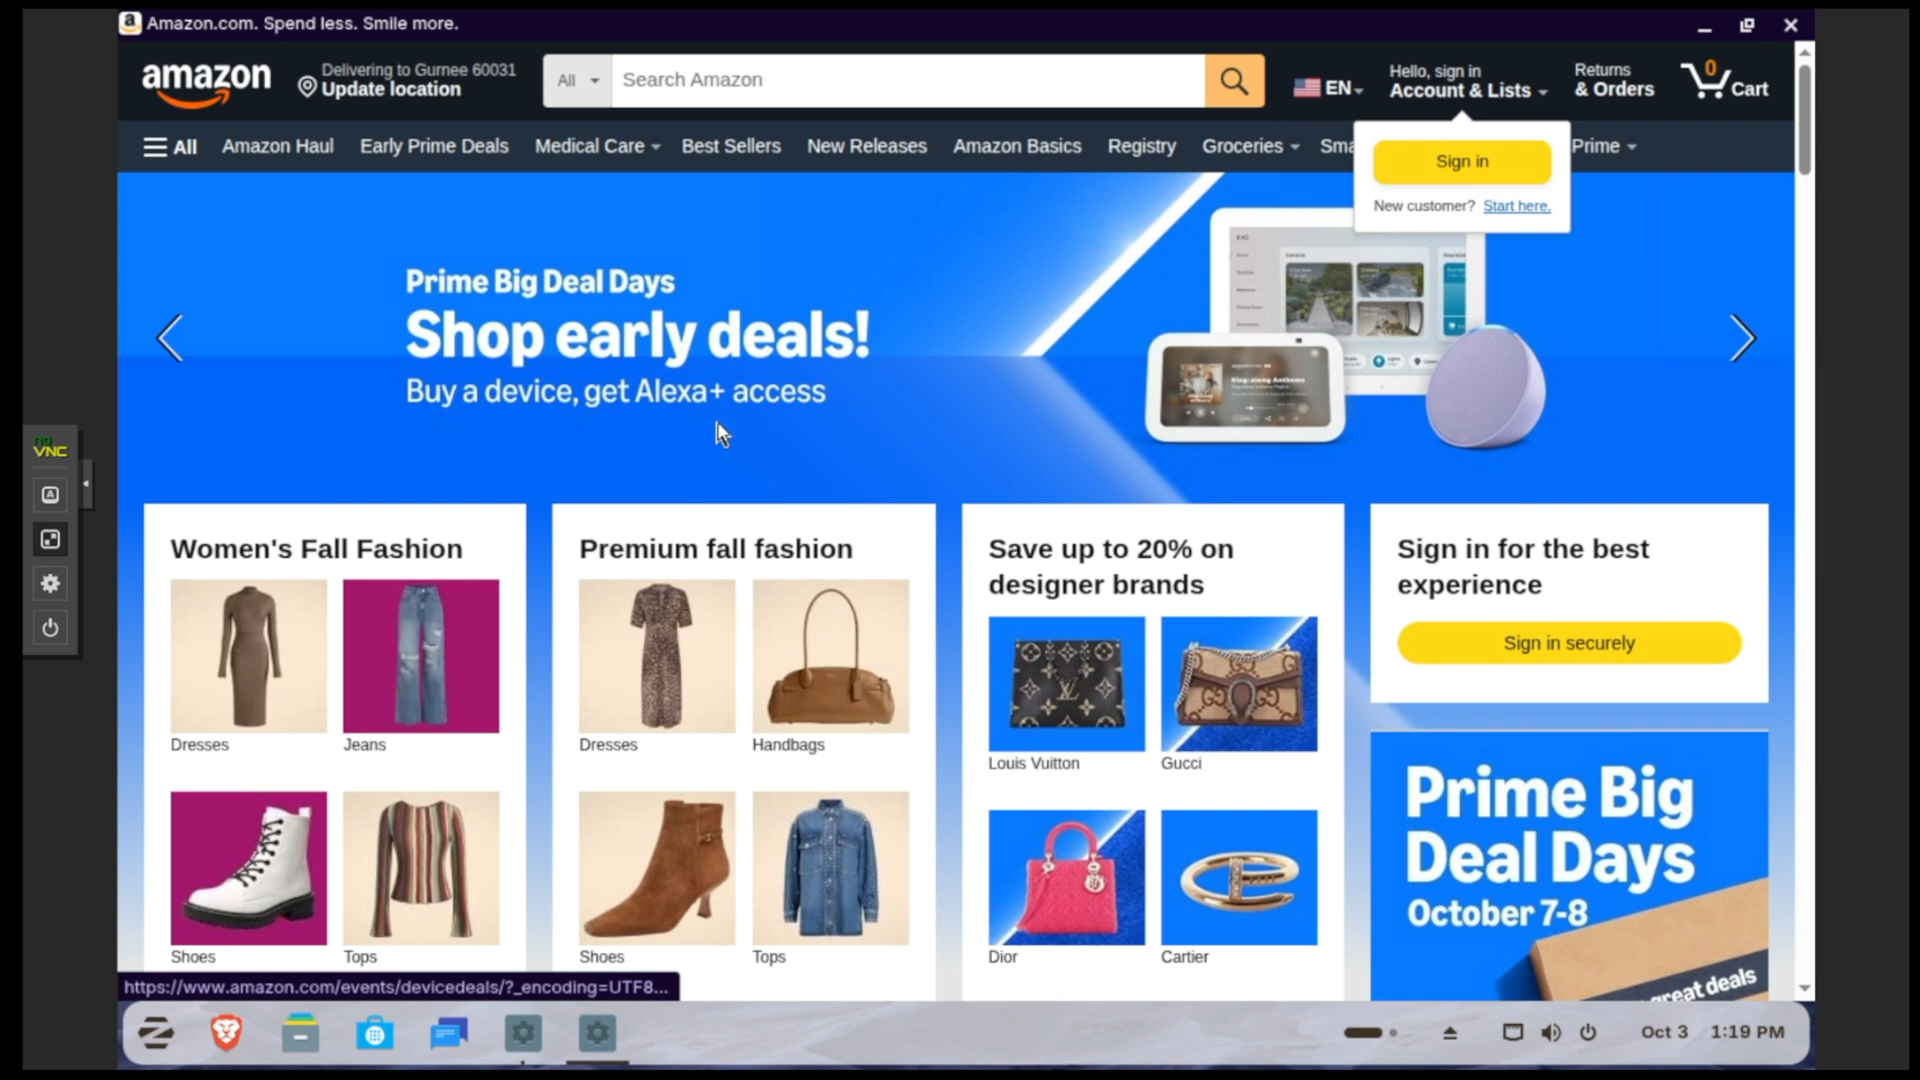 Amazon.com. Spend less. Smile more.
amazon
Delivering to Gurnee 60031
Update location
All
Search Amazon
EN
Hello, sign in
Account & Lists
Returns
& Orders
0
Cart
All
Amazon Haul
Early Prime Deals
Medical Care
Best Sellers
New Releases
Amazon Basics
Registry
Groceries
Sma
Prime
Sign in
New customer? Start here.
Prime Big Deal Days
Shop early deals!
Buy a device, get Alexa+ access
Sing-along Anthems
no
VNC
A
Women's Fall Fashion
Dresses
Jeans
Shoes
Tops
Premium fall fashion
Dresses
Handbags
Shoes
Tops
Save up to 20% on
designer brands
Louis Vuitton
Gucci
Dior
Cartier
Sign in for the best
experience
Sign in securely
Prime Big
Deal Days
October 7-8
great deals
https://www.amazon.com/events/devicedeals/?_encoding=UTF8...
Oct 3
1:19 PM